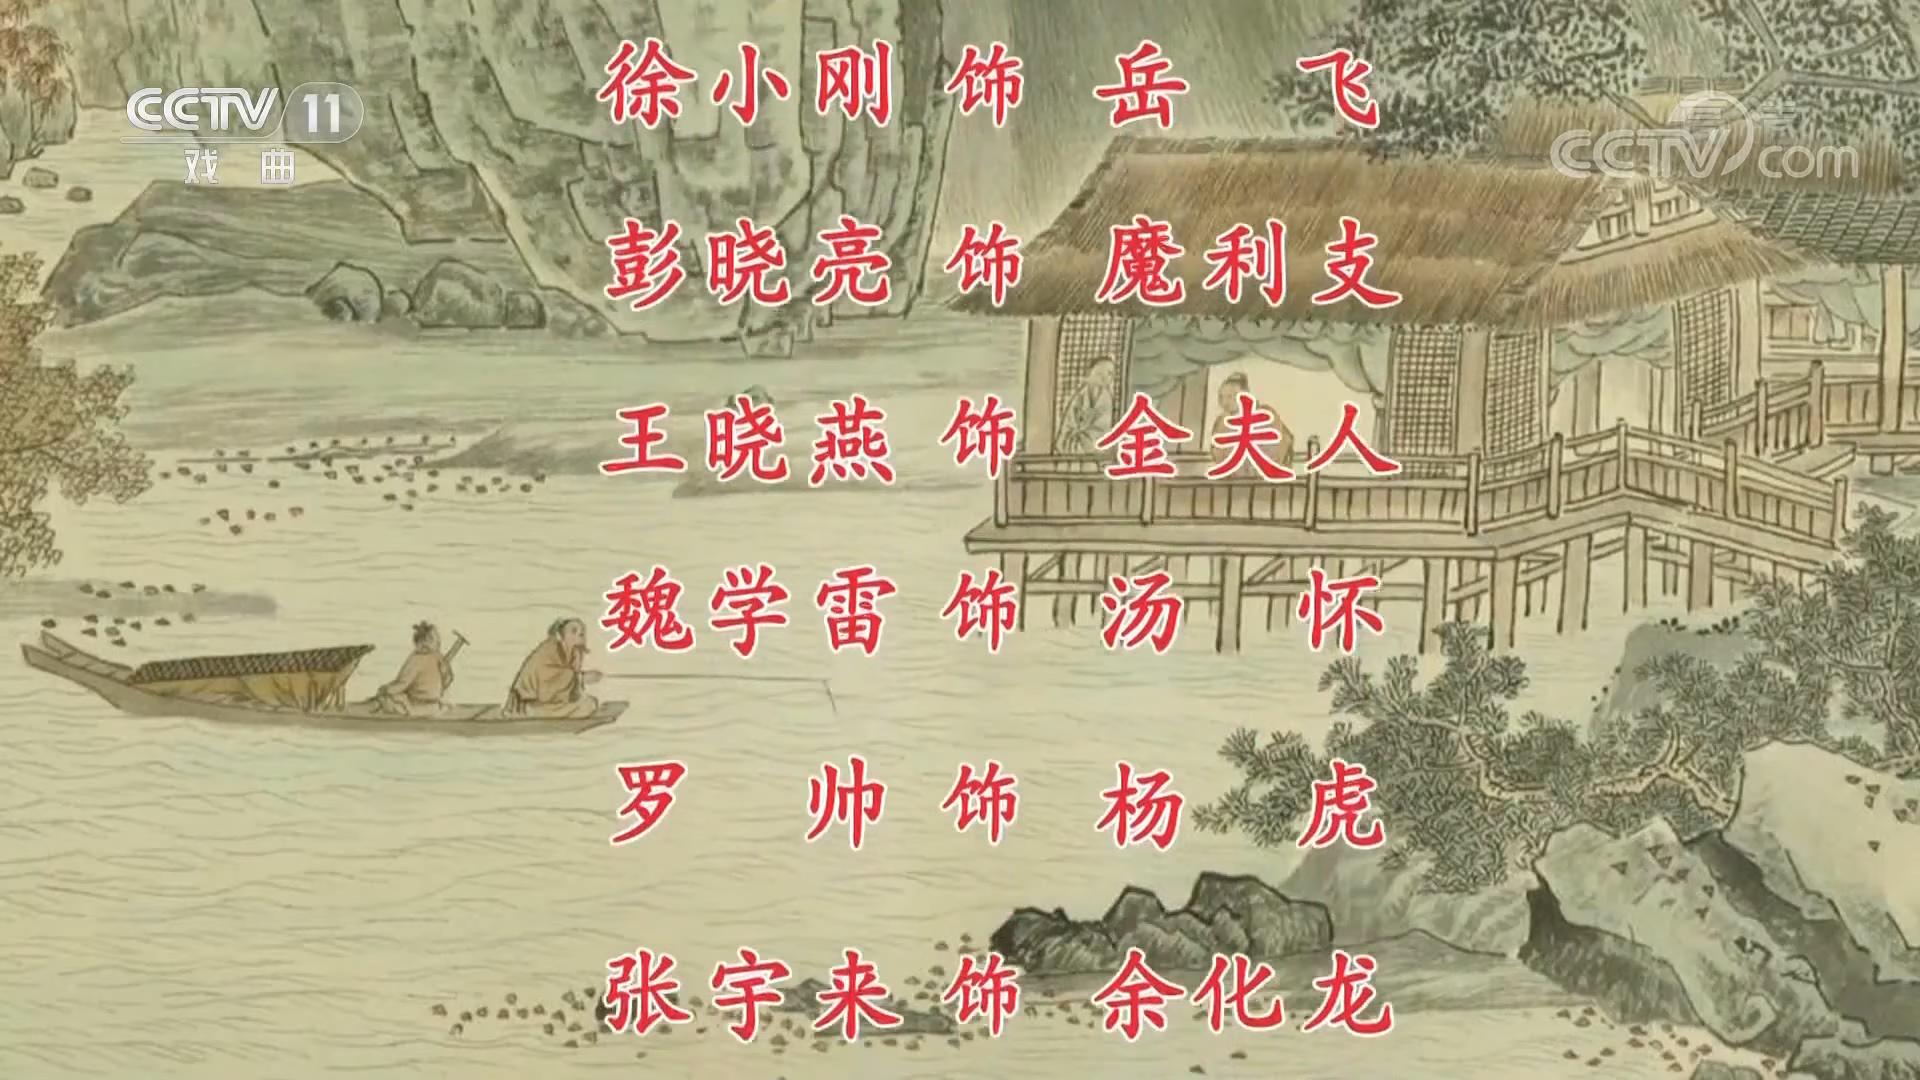 徐小刚 饰 岳 飞
CCTV 11
戏 曲
CCTV com
彭晓亮 饰 魔利支
王晓燕 饰 金夫人
魏学雷 饰 汤 怀
罗 帅 饰 杨 虎
张宇来 饰 余化龙